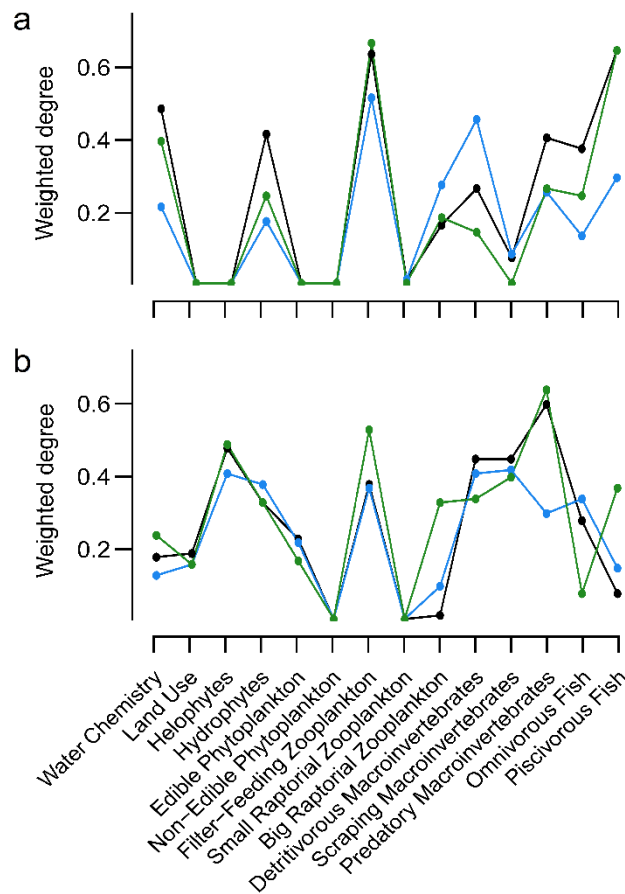 a
Weighted degree
0.6
0.4
0.2
b
Weighted degree
0.6
0.4
0.2
Water Chemistry
Land Use
Helophytes
Hydrophytes
Edible Phytoplankton
Non−Edible Phytoplankton
Filter−Feeding Zooplankton
Small Raptorial Zooplankton
Big Raptorial Zooplankton
Detritivorous Macroinvertebrates
Scraping Macroinvertebrates
Predatory Macroinvertebrates
Omnivorous Fish
Piscivorous Fish